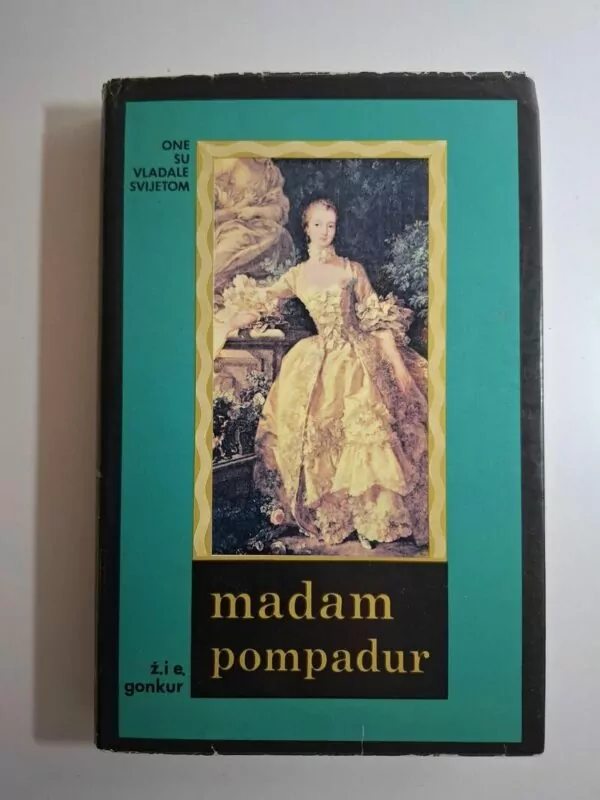 ONE
SU
VLADALE
SVIJETOM
madam
pompadur
ž. i e.
gonkur